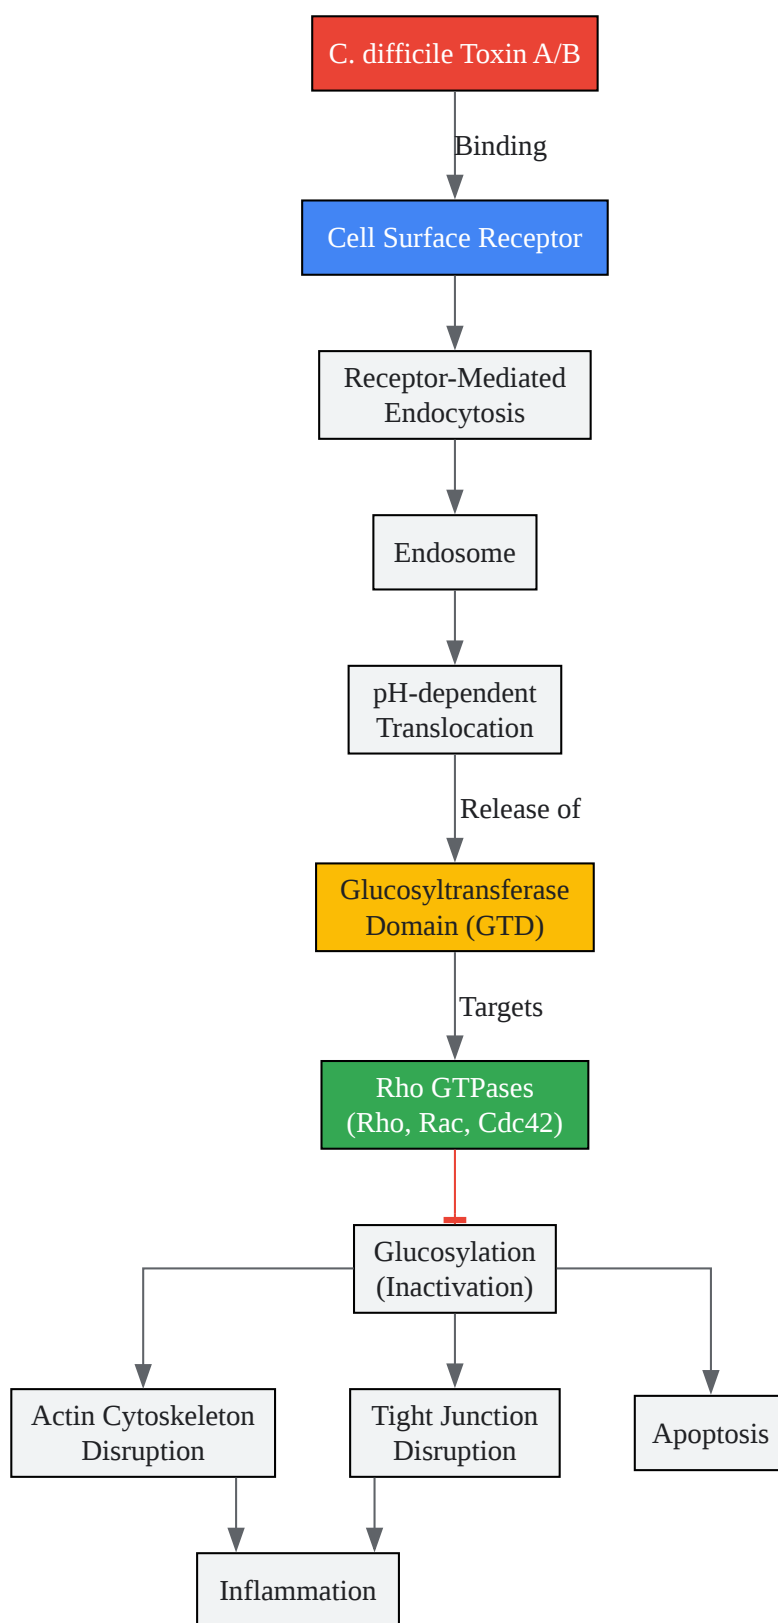 C. difficile Toxin A/B
Binding
Cell Surface Receptor
Receptor-Mediated
Endocytosis
Endosome
pH-dependent
Translocation
Release of
Glucosyltransferase
Domain (GTD)
Targets
Rho GTPases
(Rho, Rac, Cdc42)
Glucosylation
(Inactivation)
Actin Cytoskeleton
Disruption
Tight Junction
Disruption
Apoptosis
Inflammation